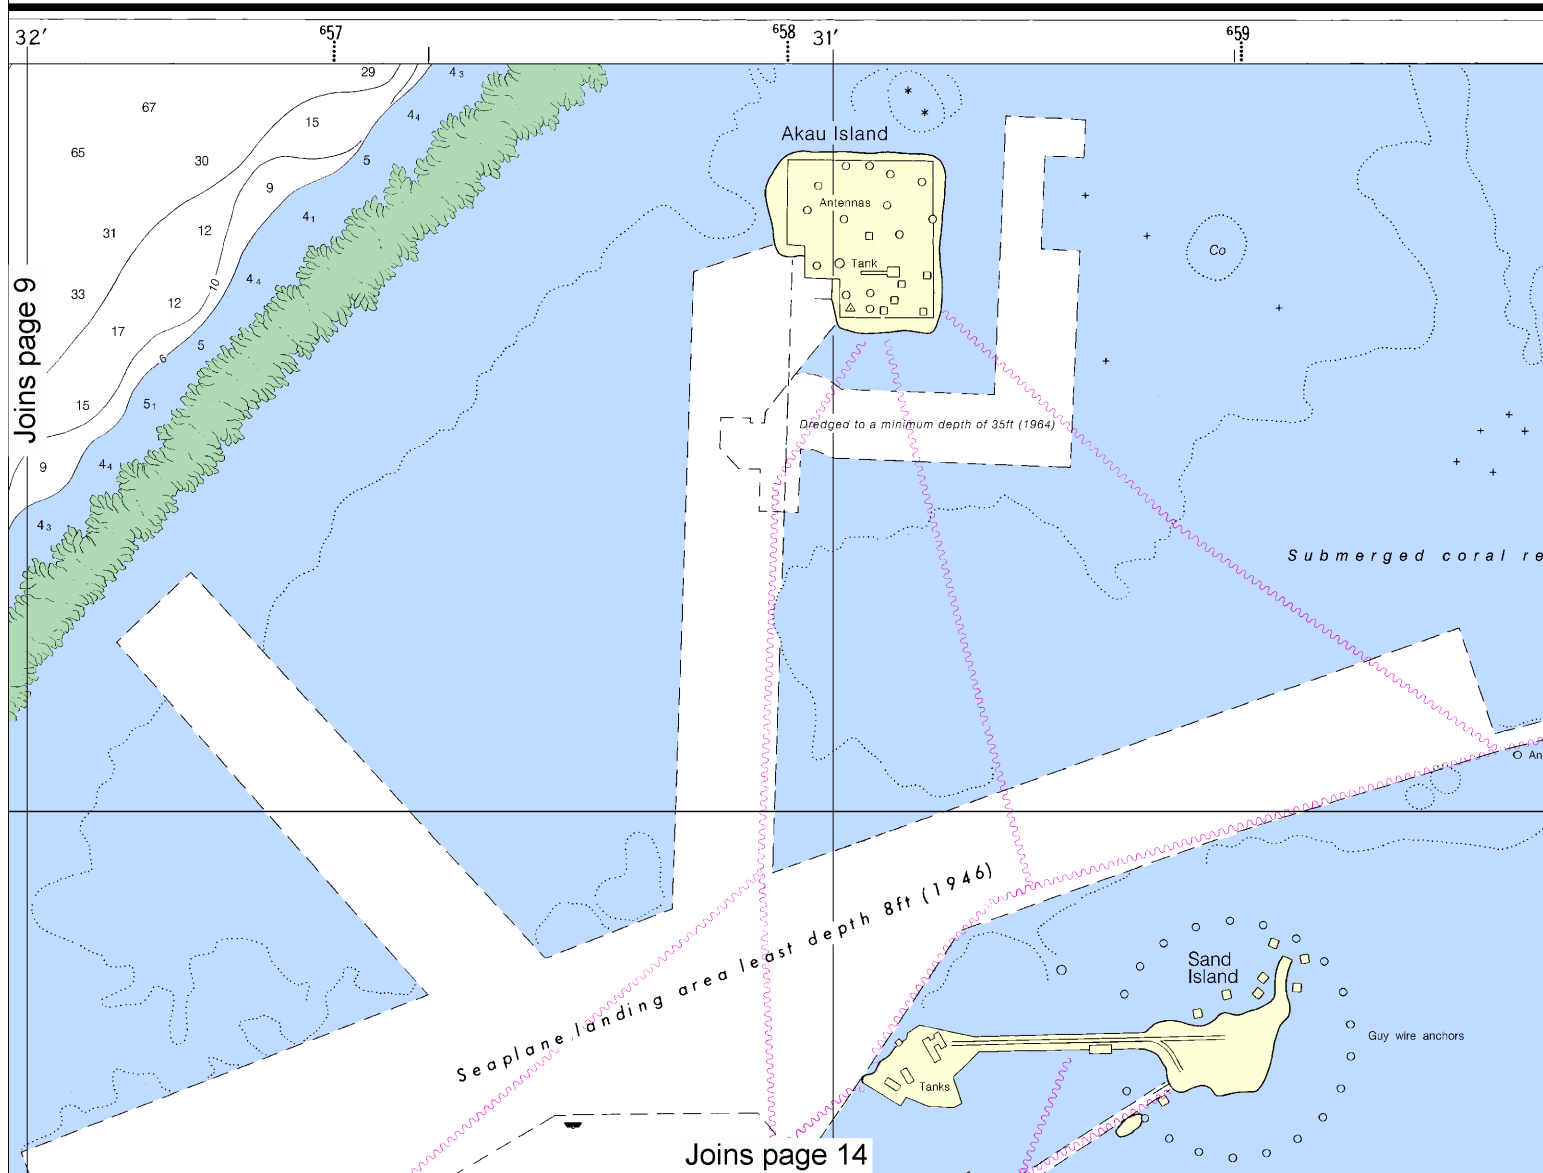 32′
⁶57
⁶58
31′
⁶59
29
4₃
67
15
4₄
65
30
5
9
4₁
31
12
4₄
10
33
12
17
5
6
15
5₁
9
4₄
4₃
Joins page 9
Akau Island
Antennas
Tank
Co
Dredged to a minimum depth of 35ft (1964)
Submerged coral re
An
Seaplane landing area least depth 8ft (1946)
Sand
Island
Guy wire anchors
Tanks
Joins page 14